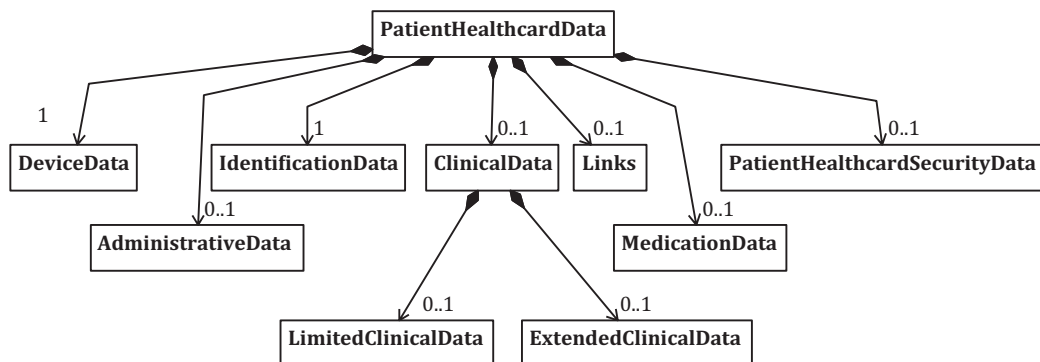 PatientHealthcardData
1
1
0..1
0..1
0..1
DeviceData
IdentificationData
ClinicalData
Links
PatientHealthcardSecurityData
0..1
0..1
AdministrativeData
MedicationData
0..1
0..1
LimitedClinicalData
ExtendedClinicalData